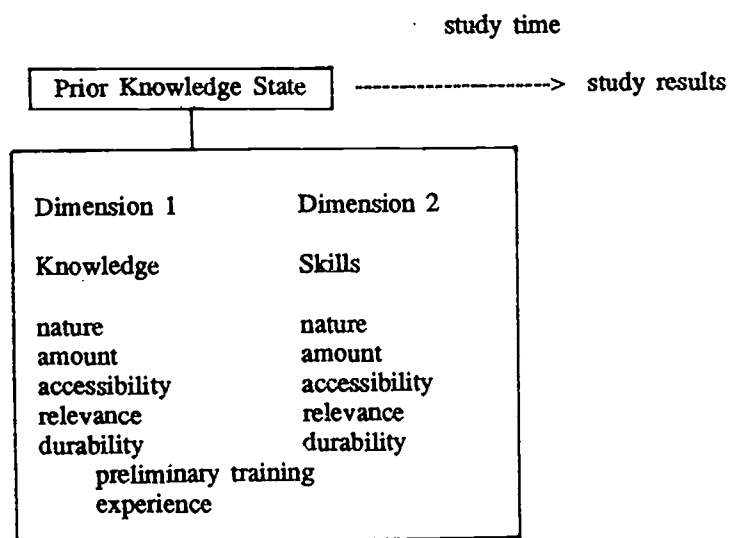 study time
Prior Knowledge State ----------------------> study results
Dimension 1 Dimension 2
Knowledge Skills
nature nature
amount amount
accessibility accessibility
relevance relevance
durability durability
preliminary training
experience